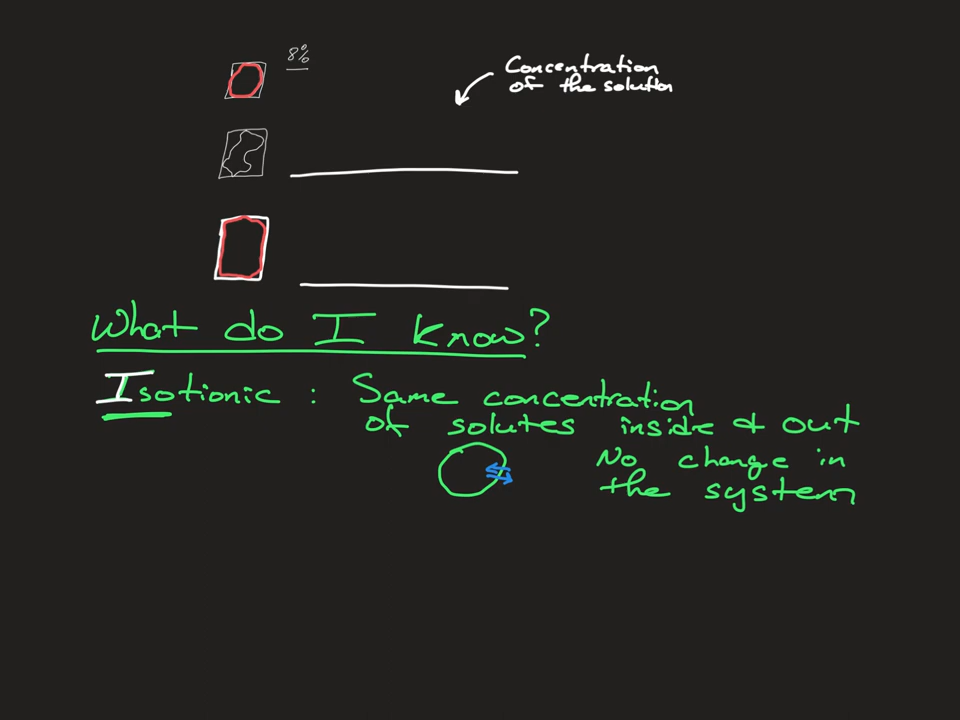 8%
Concentration
of the solution
What do I know?
Isotionic : Same concentration
of solutes inside & out
No change in
the system